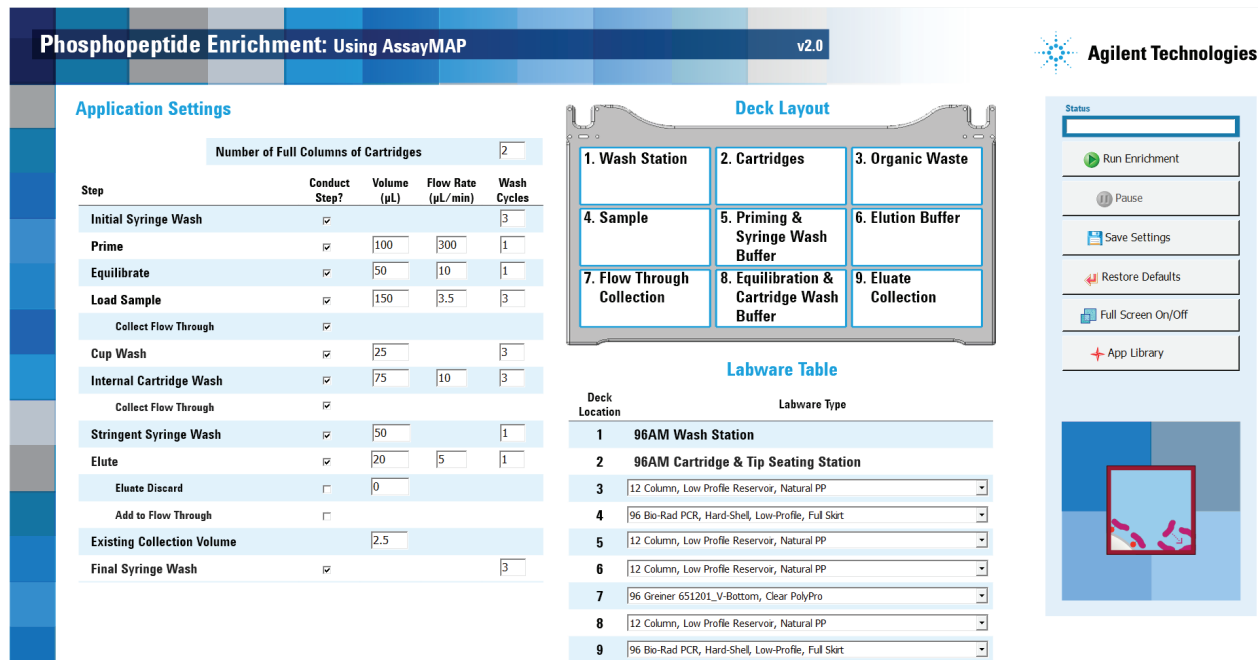 Phosphopeptide Enrichment: Using AssayMAP v2.0
Agilent Technologies
Application Settings
Number of Full Columns of Cartridges 2
Step Conduct Step? Volume (µL) Flow Rate (µL/min) Wash Cycles
Initial Syringe Wash 3
Prime 100 300 1
Equilibrate 50 10 1
Load Sample 150 3.5 3
Collect Flow Through
Cup Wash 25 3
Internal Cartridge Wash 75 10 3
Collect Flow Through
Stringent Syringe Wash 50 1
Elute 20 5 1
Eluate Discard 0
Add to Flow Through
Existing Collection Volume 2.5
Final Syringe Wash 3
Deck Layout
1. Wash Station
2. Cartridges
3. Organic Waste
4. Sample
5. Priming &
Syringe Wash
Buffer
6. Elution Buffer
7. Flow Through
Collection
8. Equilibration &
Cartridge Wash
Buffer
9. Eluate
Collection
Labware Table
Deck Location Labware Type
1 96AM Wash Station
2 96AM Cartridge & Tip Seating Station
3 12 Column, Low Profile Reservoir, Natural PP
4 96 Bio-Rad PCR, Hard-Shell, Low-Profile, Full Skirt
5 12 Column, Low Profile Reservoir, Natural PP
6 12 Column, Low Profile Reservoir, Natural PP
7 96 Greiner 651201_V-Bottom, Clear PolyPro
8 12 Column, Low Profile Reservoir, Natural PP
9 96 Bio-Rad PCR, Hard-Shell, Low-Profile, Full Skirt
Status
Run Enrichment
Pause
Save Settings
Restore Defaults
Full Screen On/Off
App Library